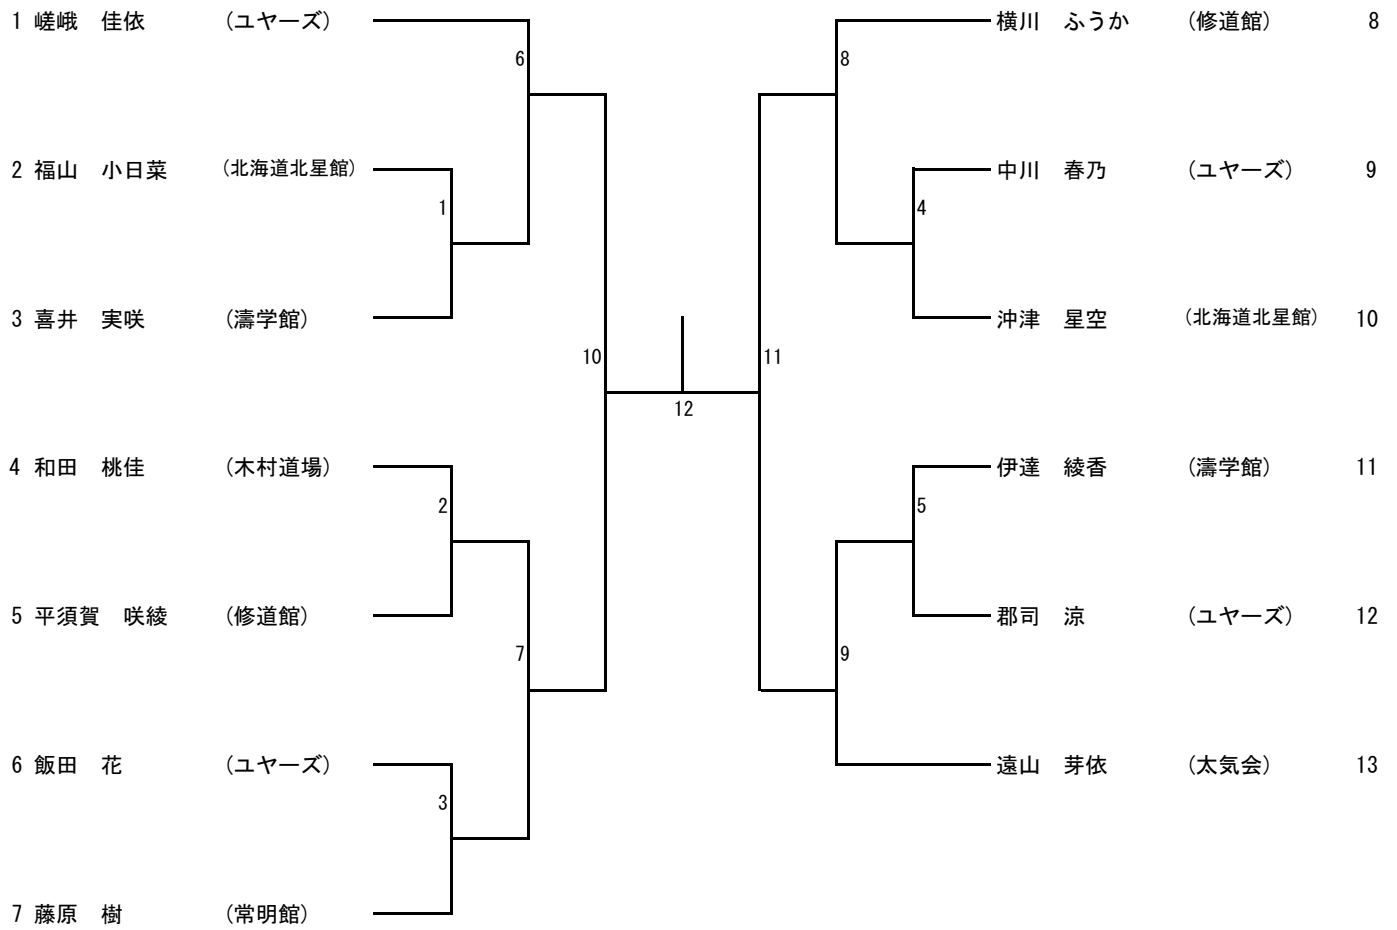 1 嵯峨 佳依 (ユヤーズ)
6
2 福山 小日菜 (北海道北星館)
1
3 喜井 実咲 (濤学館)
10
4 和田 桃佳 (木村道場)
2
5 平須賀 咲綾 (修道館)
7
6 飯田 花 (ユヤーズ)
3
7 藤原 樹 (常明館)
12
横川 ふうか (修道館) 8
8
中川 春乃 (ユヤーズ) 9
4
沖津 星空 (北海道北星館) 10
11
伊達 綾香 (濤学館) 11
5
郡司 涼 (ユヤーズ) 12
9
遠山 芽依 (太気会) 13